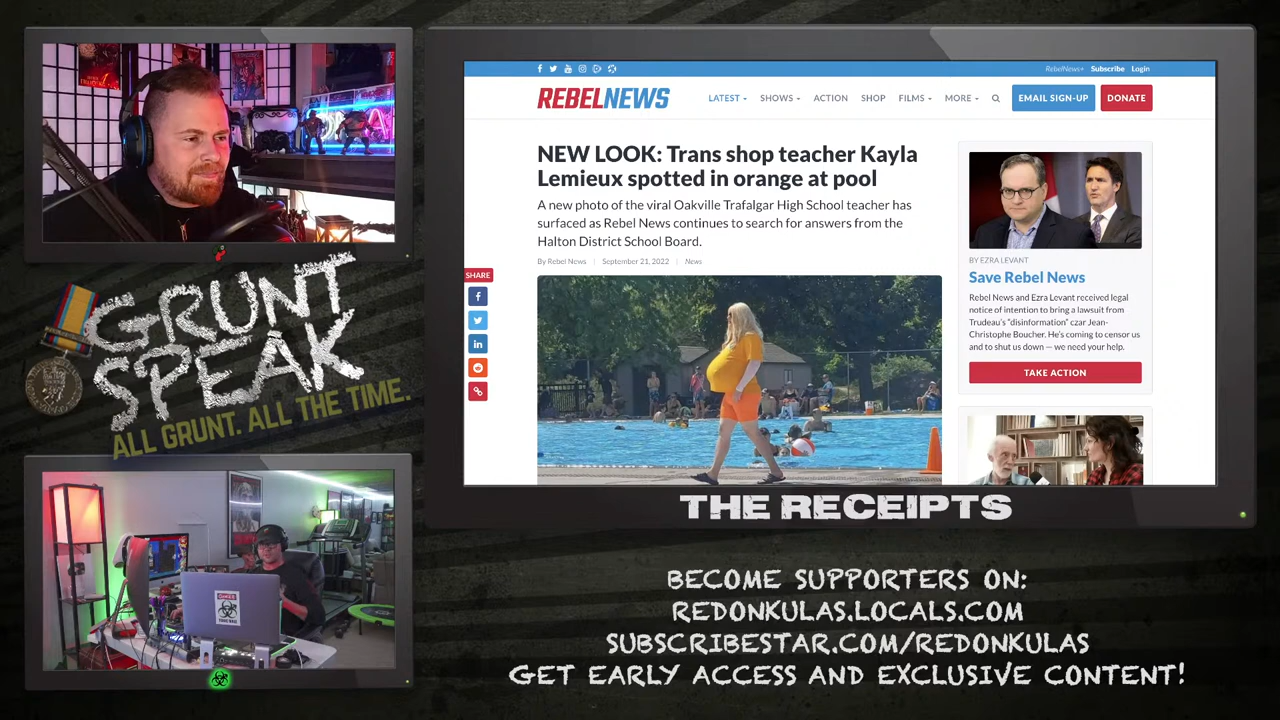 RebelNews+ Subscribe Login
REBELNEWS
LATEST SHOWS ACTION SHOP FILMS MORE
EMAIL SIGN-UP
DONATE
NEW LOOK: Trans shop teacher Kayla
Lemieux spotted in orange at pool
A new photo of the viral Oakville Trafalgar High School teacher has
surfaced as Rebel News continues to search for answers from the
Halton District School Board.
By Rebel News | September 21, 2022 | News
SHARE
BY EZRA LEVANT
Save Rebel News
Rebel News and Ezra Levant received legal
notice of intention to bring a lawsuit from
Trudeau's "disinformation" czar Jean-
Christophe Boucher. He's coming to censor us
and to shut us down — we need your help.
TAKE ACTION
GRUNT
SPEAK
ALL GRUNT. ALL THE TIME.
THE RECEIPTS
BECOME SUPPORTERS ON:
REDONKULAS.LOCALS.COM
SUBSCRIBESTAR.COM/REDONKULAS
GET EARLY ACCESS AND EXCLUSIVE CONTENT!